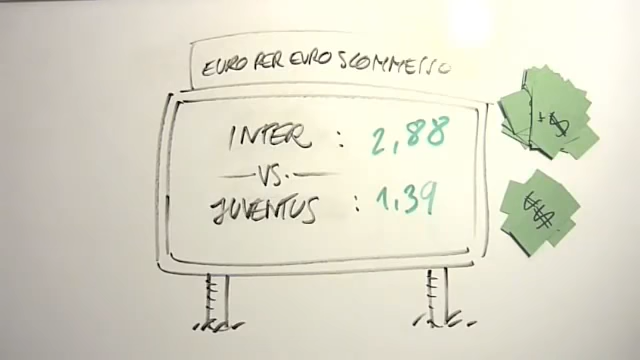 EURO PER EURO SCOMMESSO
INTER : 2,88
VS.
JUVENTUS : 1,39
+$
$$$